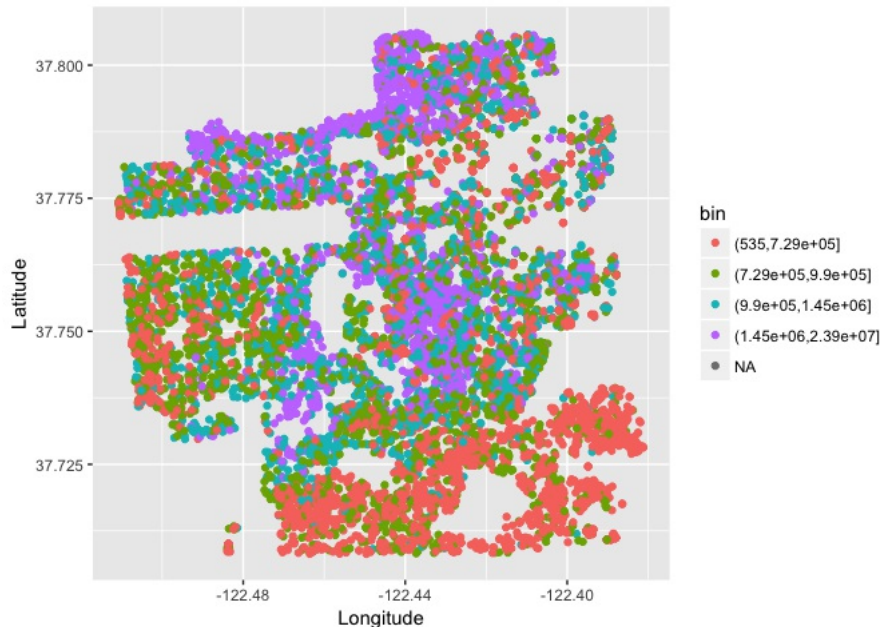 37.800
37.775
37.750
37.725
Latitude
-122.48
-122.44
-122.40
Longitude
bin
(535,7.29e+05]
(7.29e+05,9.9e+05]
(9.9e+05,1.45e+06]
(1.45e+06,2.39e+07]
NA